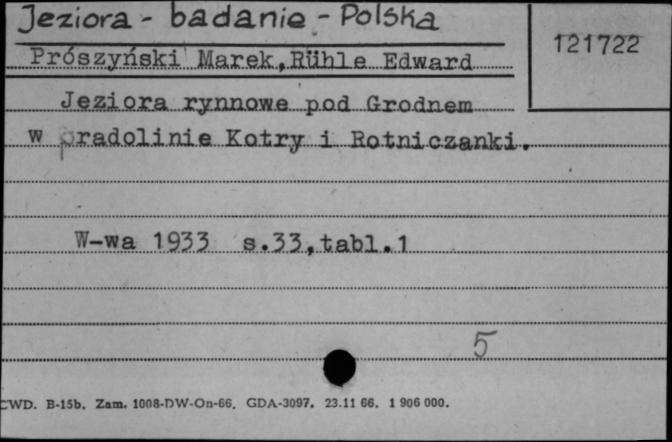 Jeziora - badanie - Polska
121722
Prószyński Marek,Rühle Edward
Jeziora rynnowe pod Grodnem
w pradolinie Kotry i Rotniczanki.
W-wa 1933 s.33,tabl.1
5
CWD. B-15b. Zam. 1008-DW-On-66. GDA-3097. 23.11 66. 1 906 000.